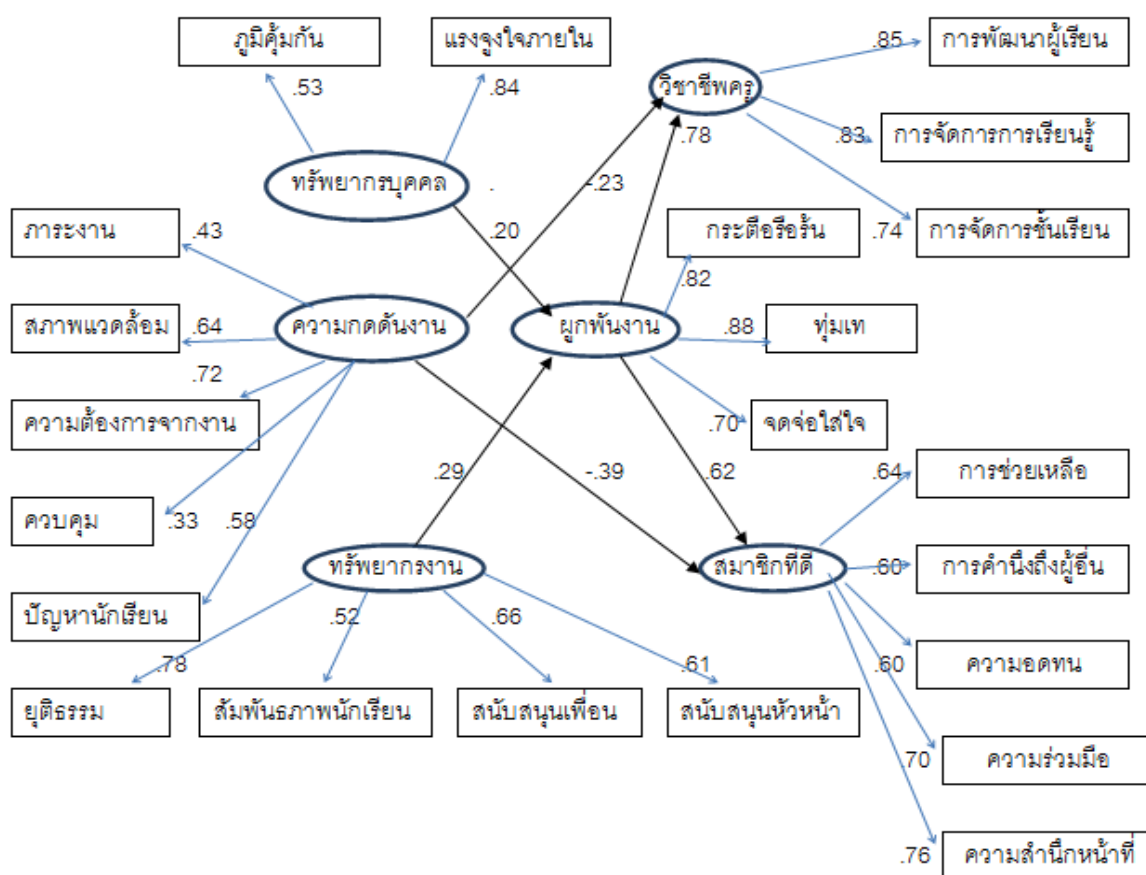 ภูมิคุ้มกัน
แรงจูงใจภายใน
.85
การพัฒนาผู้เรียน
.53
.84
วิชาชีพครู
.78
.83
การจัดการการเรียนรู้
ทรัพยากรบุคคล
.
-.23
ภาระงาน
.43
.20
กระตือรือร้น
.74
การจัดการชั้นเรียน
.82
สภาพแวดล้อม
.64
ความกดดันงาน
ผูกพันงาน
.88
ทุ่มเท
.72
ความต้องการจากงาน
.70
จดจ่อใส่ใจ
.29
-.39
.62
.64
การช่วยเหลือ
ควบคุม
.33
.58
ทรัพยากรงาน
สมาชิกที่ดี
.60
การคำนึงถึงผู้อื่น
ปัญหานักเรียน
.52
.66
.78
.61
.60
ความอดทน
ยุติธรรม
สัมพันธภาพนักเรียน
สนับสนุนเพื่อน
สนับสนุนหัวหน้า
.70
ความร่วมมือ
.76
ความสำนึกหน้าที่